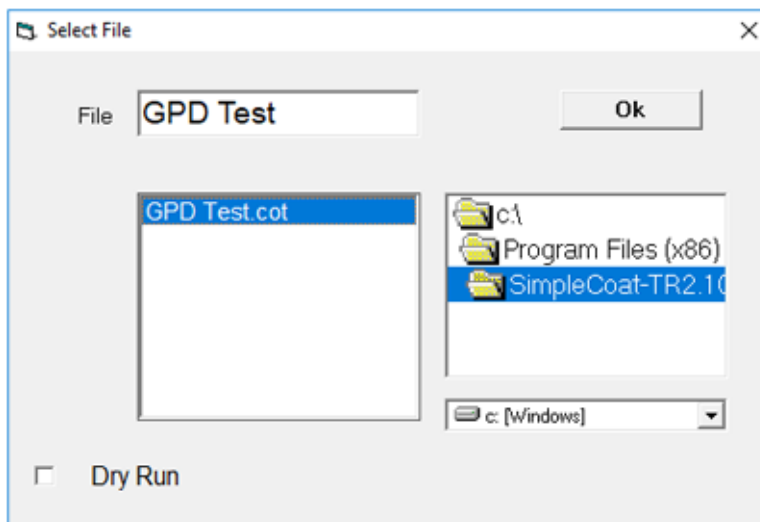 Select File
File
GPD Test
Ok
GPD Test.cot
c:\
Program Files (x86)
SimpleCoat-TR2.10
c: [Windows]
Dry Run